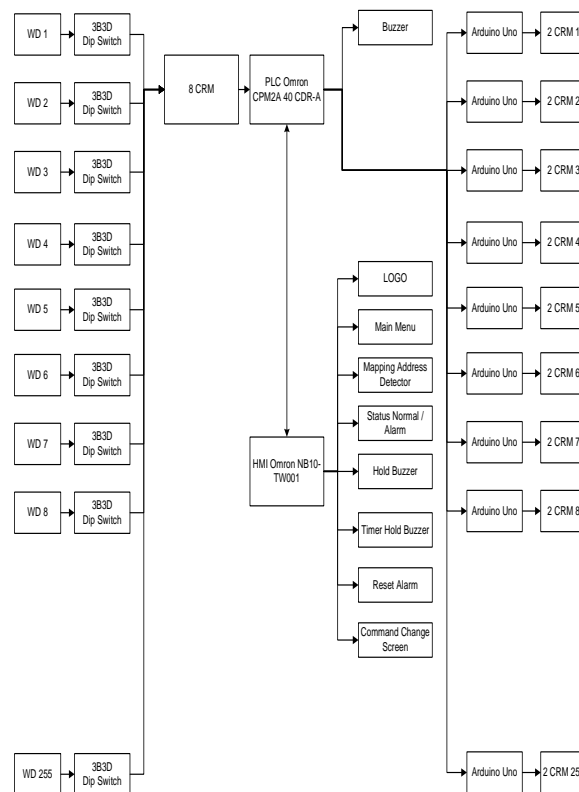 WD 1
3B3D
Dip Switch
8 CRM
PLC Omron
CPM2A 40 CDR-A
Buzzer
Arduino Uno
2 CRM 1
WD 2
3B3D
Dip Switch
Arduino Uno
2 CRM 2
WD 3
3B3D
Dip Switch
Arduino Uno
2 CRM 3
WD 4
3B3D
Dip Switch
Arduino Uno
2 CRM 4
WD 5
3B3D
Dip Switch
Arduino Uno
2 CRM 5
WD 6
3B3D
Dip Switch
Arduino Uno
2 CRM 6
WD 7
3B3D
Dip Switch
Arduino Uno
2 CRM 7
WD 8
3B3D
Dip Switch
Arduino Uno
2 CRM 8
HMI Omron NB10-
TW001
LOGO
Main Menu
Mapping Address
Detector
Status Normal /
Alarm
Hold Buzzer
Timer Hold Buzzer
Reset Alarm
Command Change
Screen
WD 255
3B3D
Dip Switch
Arduino Uno
2 CRM 25